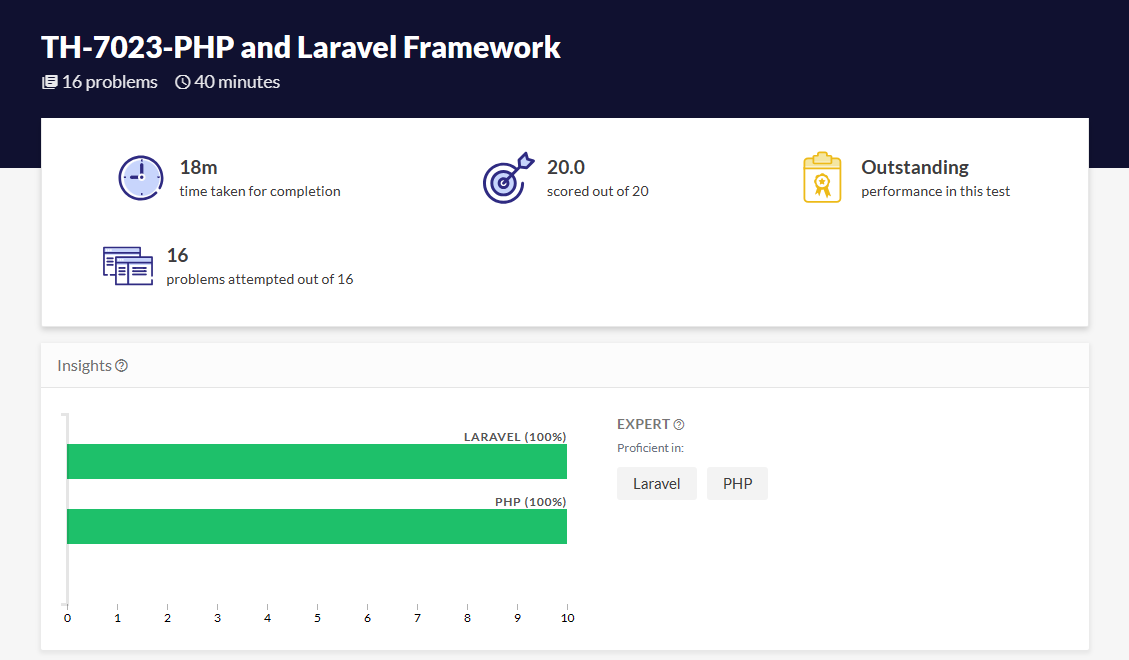 TH-7023-PHP and Laravel Framework
16 problems 40 minutes
18m
time taken for completion
20.0
scored out of 20
Outstanding
performance in this test
16
problems attempted out of 16
Insights
LARAVEL (100%)
PHP (100%)
0 1 2 3 4 5 6 7 8 9 10
EXPERT
Proficient in:
Laravel PHP